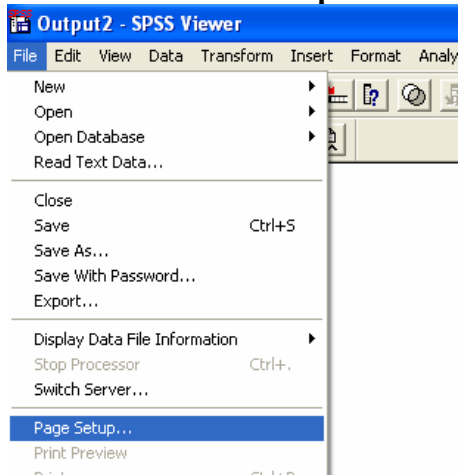 Output2 - SPSS Viewer
File Edit View Data Transform Insert Format Analy
New
Open
Open Database
Read Text Data...
Close
Save Ctrl+S
Save As...
Save With Password...
Export...
Display Data File Information
Stop Processor Ctrl+.
Switch Server...
Page Setup...
Print Preview